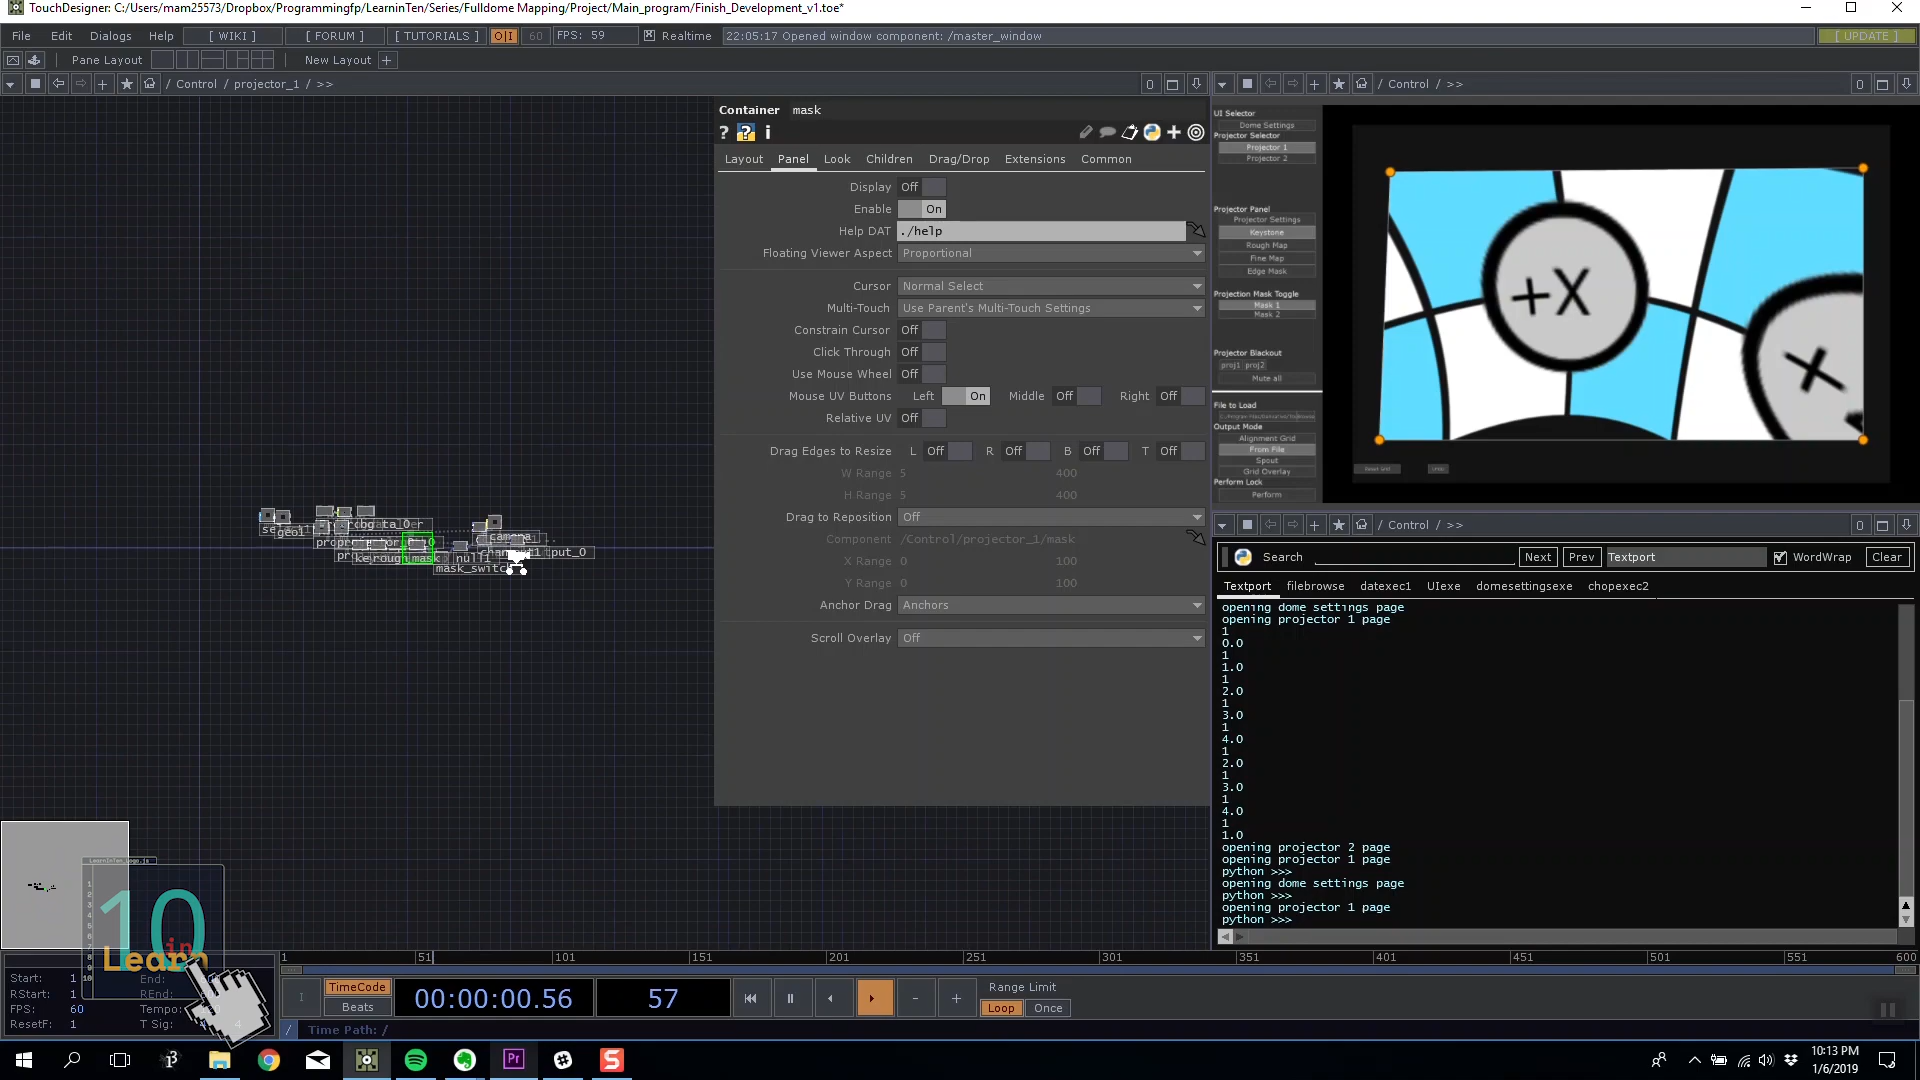 TouchDesigner: C:/Users/mam25573/Dropbox/Programmingfp/LearninTen/Series/Fulldome Mapping/Project/Main_program/Finish_Development_v1.toe*
File Edit Dialogs Help [ WIKI ] [ FORUM ] [ TUTORIALS ] O|I 60 FPS: 59 Realtime 22:05:17 Opened window component: /master_window [ UPDATE ]
Pane Layout New Layout +
/ Control / projector_1 / >> 0
/ Control / >> 0
Container mask
? ? i
Layout Panel Look Children Drag/Drop Extensions Common
Display Off
Enable On
Help DAT ./help
Floating Viewer Aspect Proportional
Cursor Normal Select
Multi-Touch Use Parent's Multi-Touch Settings
Constrain Cursor Off
Click Through Off
Use Mouse Wheel Off
Mouse UV Buttons Left On Middle Off Right Off
Relative UV Off
Drag Edges to Resize L Off R Off B Off T Off
W Range 5 400
H Range 5 400
Drag to Reposition Off
Component /Control/projector_1/mask
X Range 0 100
Y Range 0 100
Anchor Drag Anchors
Scroll Overlay Off
geo1
mask
null1
mask_switch
camera
UI Selector
Dome Settings
Projector Selector
Projector 1
Projector 2
Projector Panel
Projector Settings
Keystone
Rough Map
Fine Map
Edge Mask
Projection Mask Toggle
Mask 1
Mask 2
Projector Blackout
proj1 proj2
Mute all
File to Load
Output Mode
Alignment Grid
From File
Spout
Grid Overlay
Perform Lock
Perform
+X
/ Control / >> 0
Search Next Prev Textport WordWrap Clear
Textport filebrowse datexec1 UIexe domesettingsexe chopexec2
opening dome settings page
opening projector 1 page
1
0.0
1
1.0
1
2.0
1
3.0
1
4.0
1
2.0
1
3.0
1
4.0
1
1.0
opening projector 2 page
opening projector 1 page
python >>>
opening dome settings page
python >>>
opening projector 1 page
python >>>
10
in
Learn
1 51 101 151 201 251 301 351 401 451 501 551 600
Start: 1 End:
RStart: 1 REnd:
FPS: 60 Tempo:
ResetF: 1 T Sig: 4
TimeCode
Beats
00:00:00.56 57
- +
Range Limit
Loop Once
/ Time Path: /
10:13 PM
1/6/2019